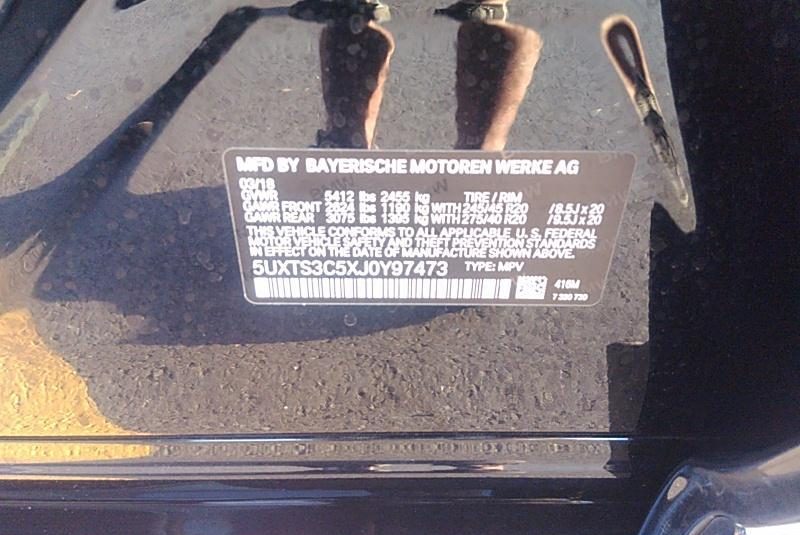 MFD BY BAYERISCHE MOTOREN WERKE AG
03/18
GVWR 5412 lbs 2455 kg TIRE / RIM
GAWR FRONT 2624 lbs 1190 kg WITH 245/45 R20 /8.5J x 20
GAWR REAR 3075 lbs 1395 kg WITH 275/40 R20 /9.5J x 20
THIS VEHICLE CONFORMS TO ALL APPLICABLE U. S. FEDERAL
MOTOR VEHICLE SAFETY AND THEFT PREVENTION STANDARDS
IN EFFECT ON THE DATE OF MANUFACTURE SHOWN ABOVE.
5UXTS3C5XJ0Y97473 TYPE: MPV
416M
7 330 730